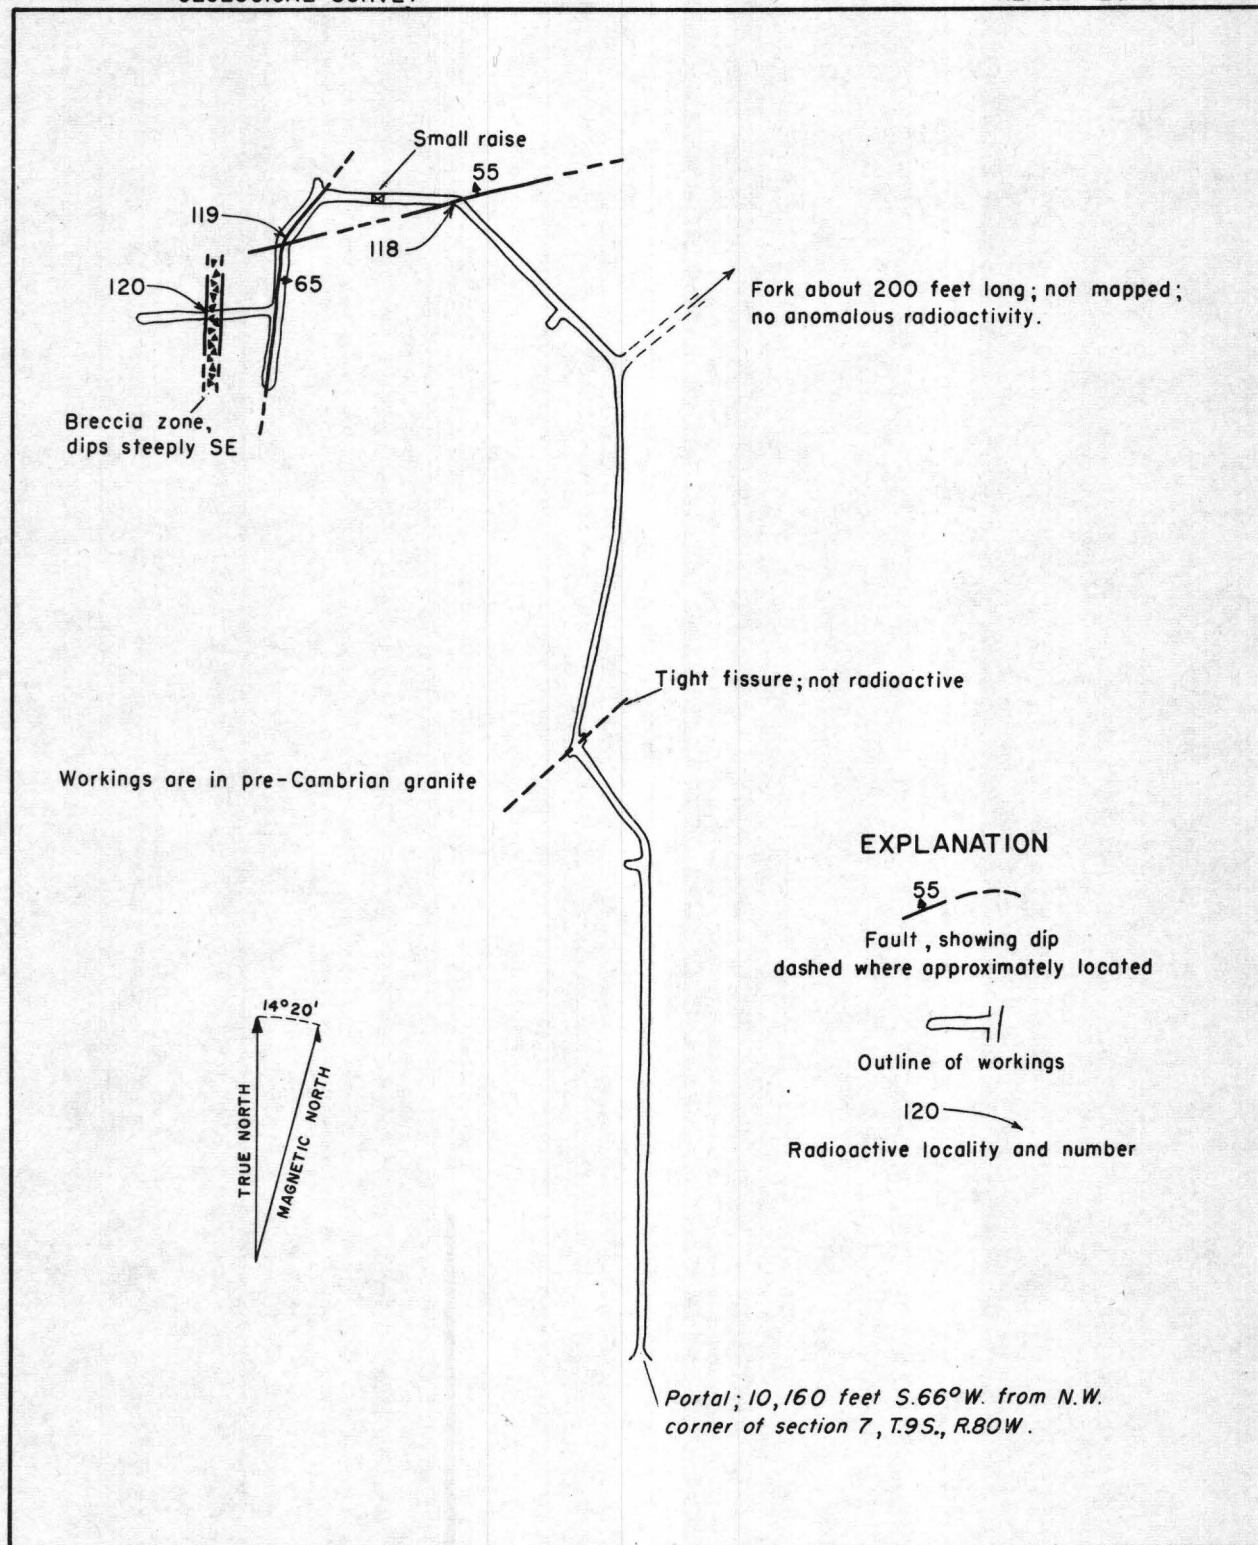 GEOLOGICAL SURVEY
Small raise
55
119
118
65
120
Fork about 200 feet long; not mapped;
no anomalous radioactivity.
Breccia zone,
dips steeply SE
Tight fissure; not radioactive
Workings are in pre-Cambrian granite
EXPLANATION
55
Fault, showing dip
dashed where approximately located
Outline of workings
120
Radioactive locality and number
14°20'
TRUE NORTH
MAGNETIC NORTH
Portal; 10,160 feet S.66°W. from N.W.
corner of section 7, T.9S., R.80W.